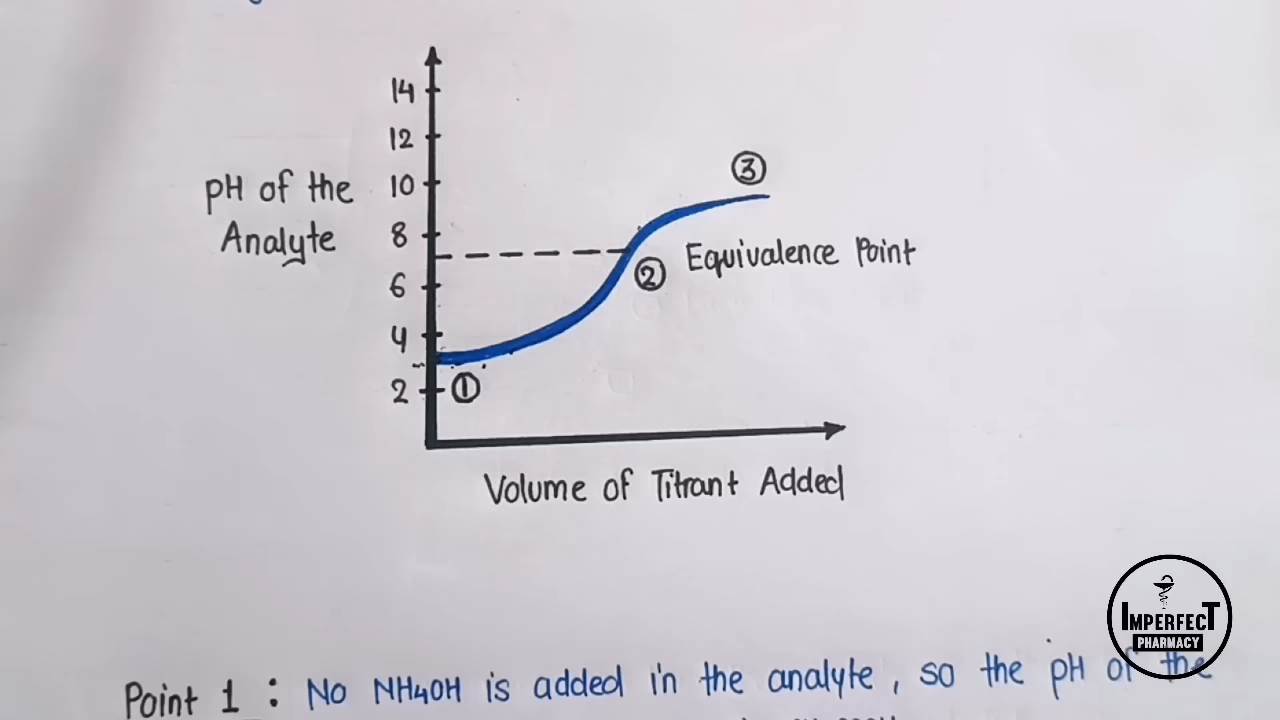 14
12
pH of the
Analyte
10
8
6
4
2
①
②
③
Equivalence Point
Volume of Titrant Added
IMPERFECT
PHARMACY
Point 1 : No NH4OH is added in the analyte, so the pH of the